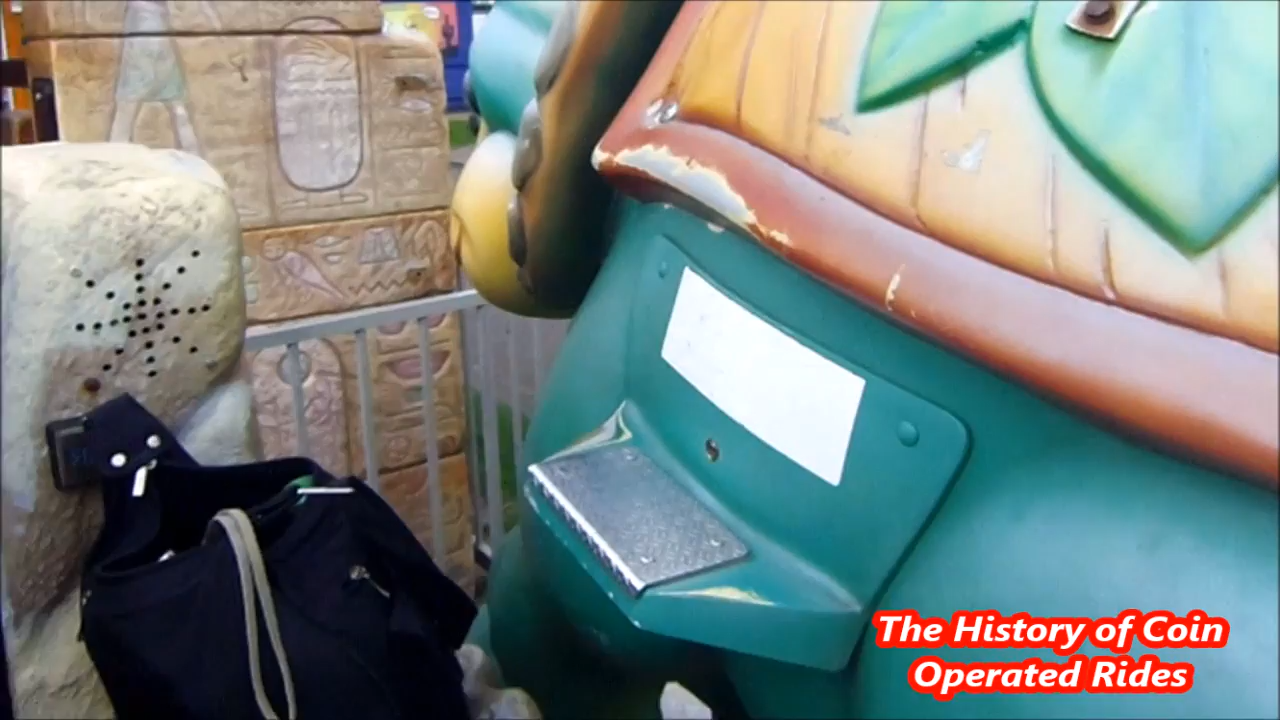 The History of Coin
Operated Rides